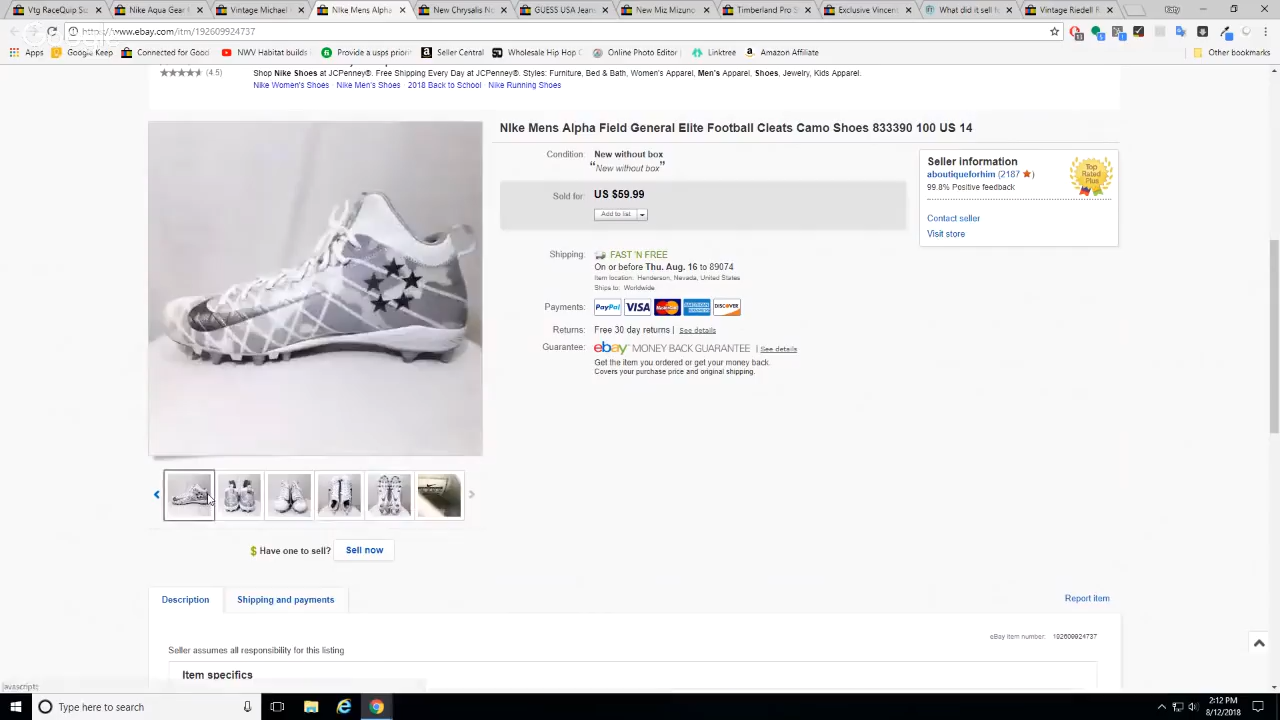 Vtg RaceQuip So
Nike Aqua Gear
Vintage Michael
NIke Mens Alpha
New Chrysalis N
GUESS USA Jean
New Miz Mizuno
Timberland Pro S
Exclusive Vincen
What did it sell f
Vintage Riedell
www.ebay.com/itm/192609924737
Apps
Google Keep
Connected for Good
NWV Habitat builds
Provide a usps prior
Seller Central
Wholesale Hip Hop
Online Photo Editor
Linktree
Amazon Affiliate
Other bookmarks
(4.5)
Shop Nike Shoes at JCPenney®. Free Shipping Every Day at JCPenney®. Styles: Furniture, Bed & Bath, Women's Apparel, Men's Apparel, Shoes, Jewelry, Kids Apparel.
Nike Women's Shoes Nike Men's Shoes 2018 Back to School Nike Running Shoes
NIke Mens Alpha Field General Elite Football Cleats Camo Shoes 833390 100 US 14
Condition: New without box
“New without box”
Sold for: US $59.99
Add to list
Shipping: FAST 'N FREE
On or before Thu. Aug. 16 to 89074
Item location: Henderson, Nevada, United States
Ships to: Worldwide
Payments: PayPal VISA MasterCard DISCOVER
Returns: Free 30 day returns | See details
Guarantee: ebay MONEY BACK GUARANTEE | See details
Get the item you ordered or get your money back.
Covers your purchase price and original shipping.
Seller information
aboutiqueforhim (2187 )
99.8% Positive feedback
Top Rated Plus
Contact seller
Visit store
$ Have one to sell? Sell now
Description
Shipping and payments
Report item
eBay item number: 192609924737
Seller assumes all responsibility for this listing
Item specifics
Type here to search
2:12 PM
8/12/2018